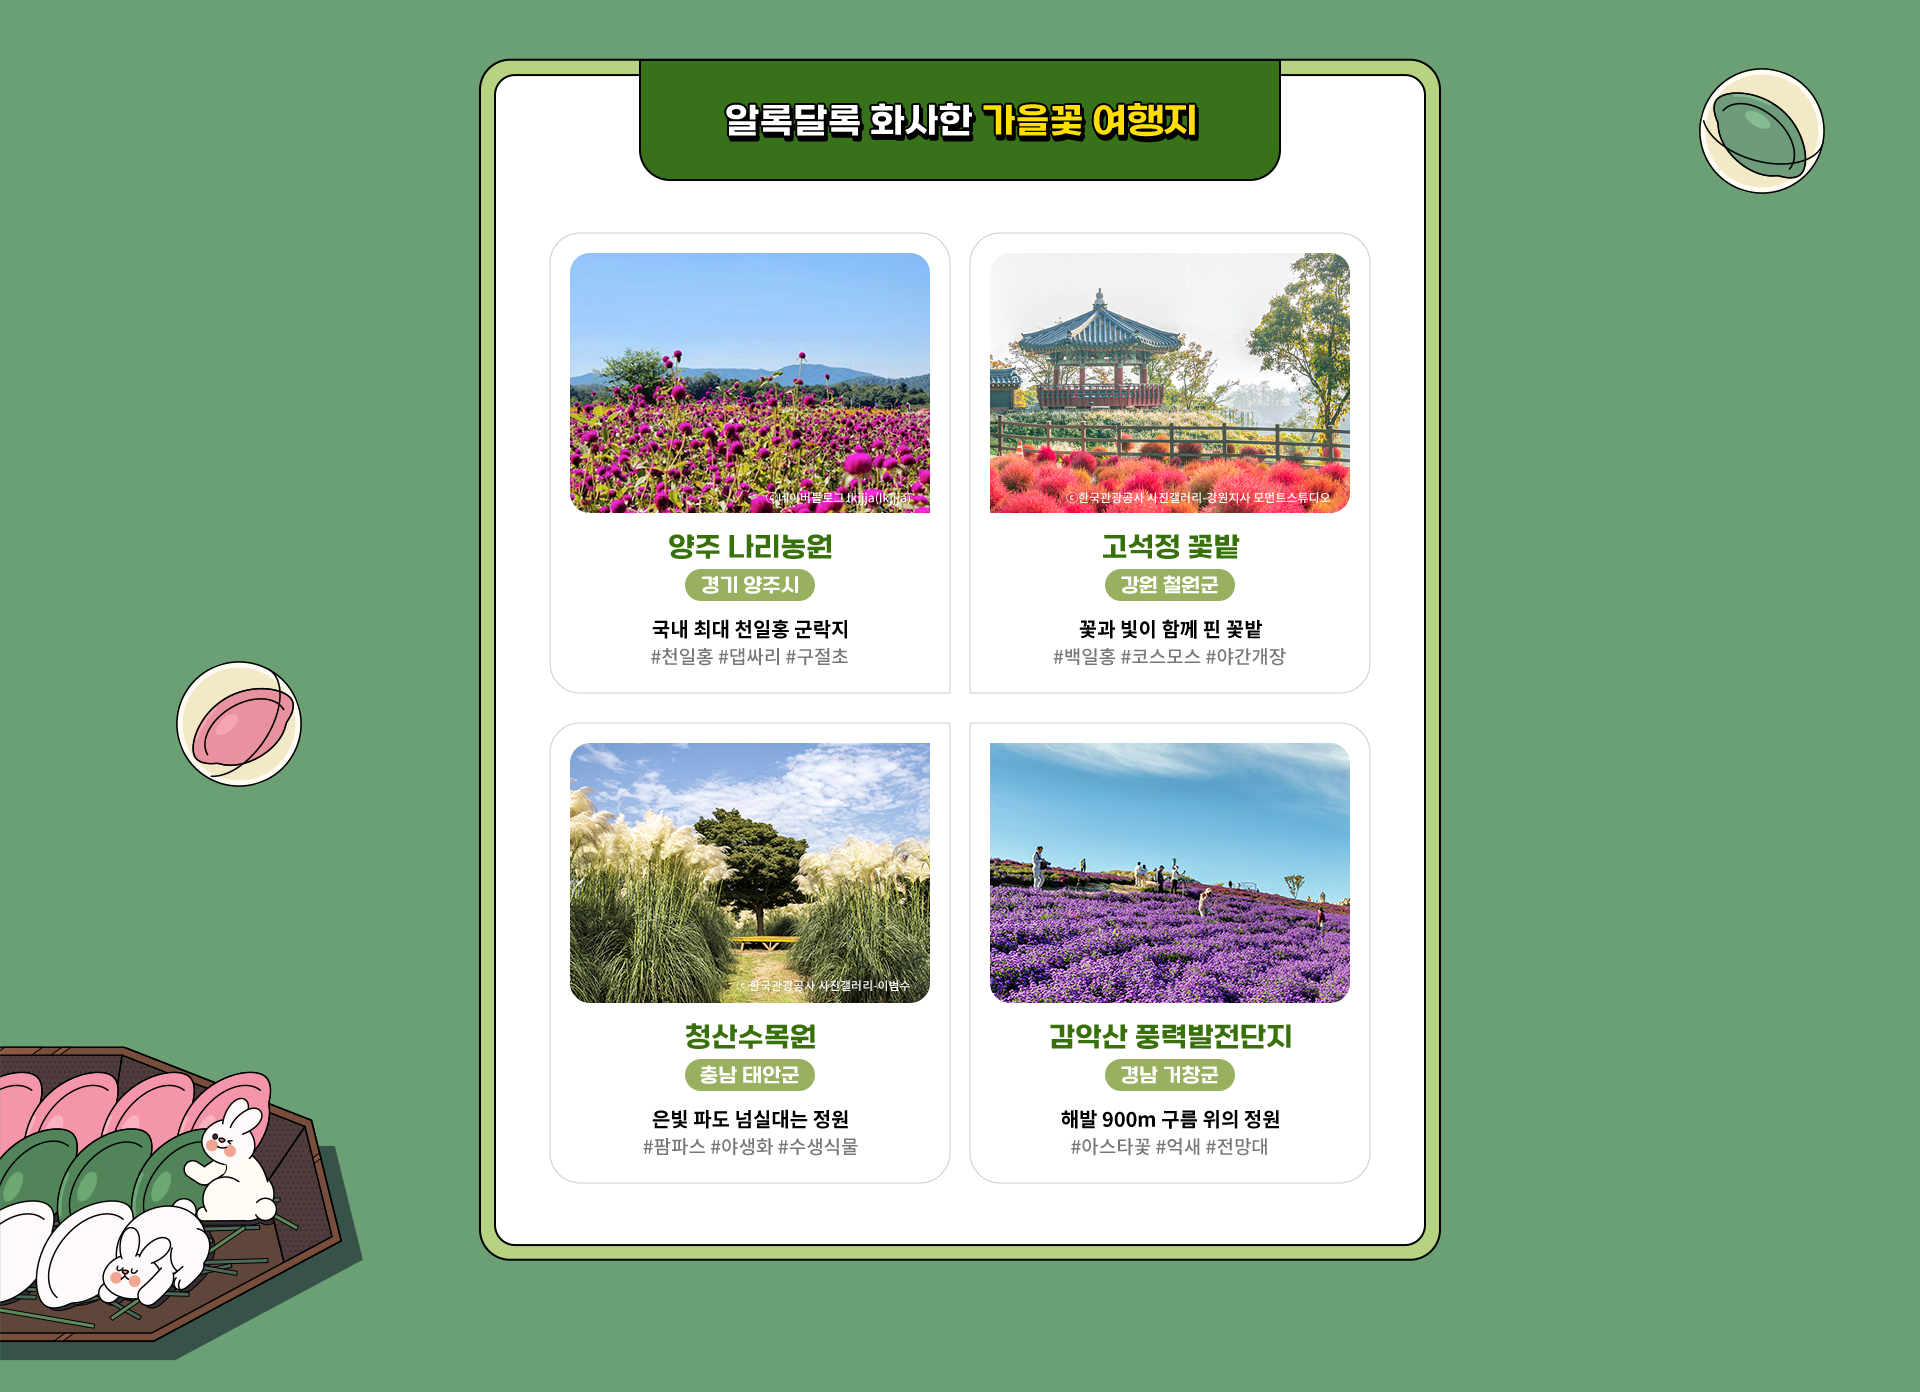 알록달록 화사한 가을꽃 여행지
ⓒ네이버블로그 lkjjja(lkjjja)
양주 나리농원
경기 양주시
국내 최대 천일홍 군락지
#천일홍 #댑싸리 #구절초
ⓒ한국관광공사 사진갤러리-강원지사 모먼트스튜디오
고석정 꽃밭
강원 철원군
꽃과 빛이 함께 핀 꽃밭
#백일홍 #코스모스 #야간개장
ⓒ한국관광공사 사진갤러리-이범수
청산수목원
충남 태안군
은빛 파도 넘실대는 정원
#팜파스 #야생화 #수생식물
감악산 풍력발전단지
경남 거창군
해발 900m 구름 위의 정원
#아스타꽃 #억새 #전망대